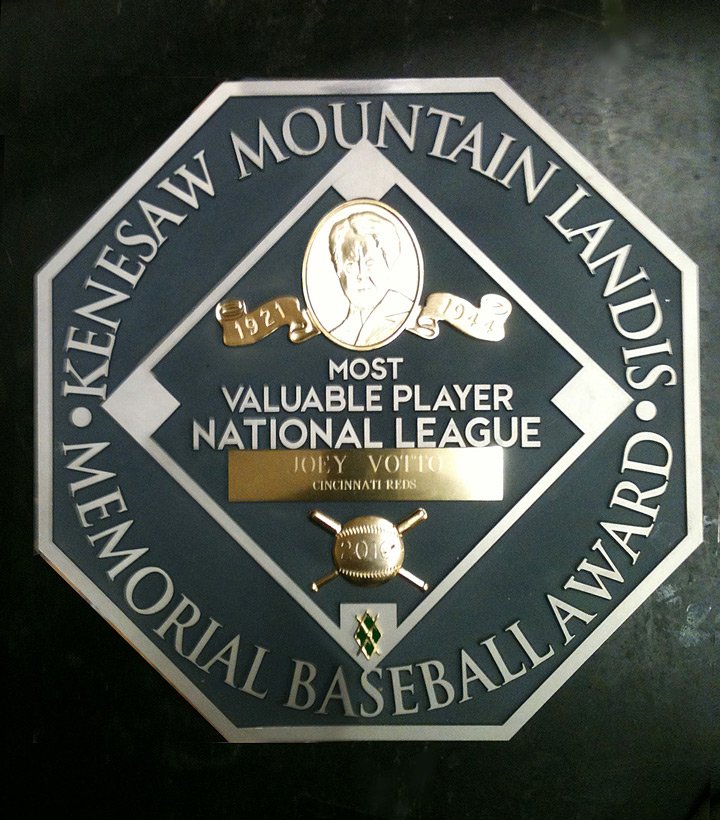 KENESAW MOUNTAIN LANDIS
1921
1944
MOST
VALUABLE PLAYER
NATIONAL LEAGUE
JOEY VOTTO
CINCINNATI REDS
2010
MEMORIAL BASEBALL AWARD